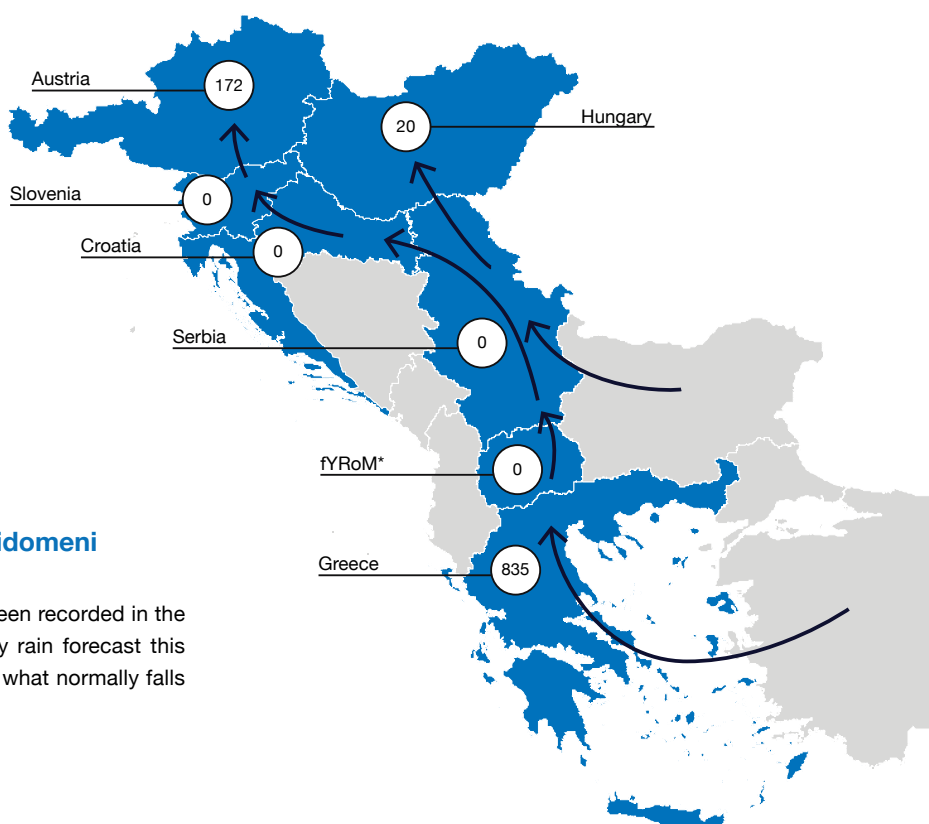 Austria
172
20
Hungary
Slovenia
0
Croatia
0
Serbia
0
fYRoM*
0
idomeni
Greece
835
een recorded in the
y rain forecast this
what normally falls